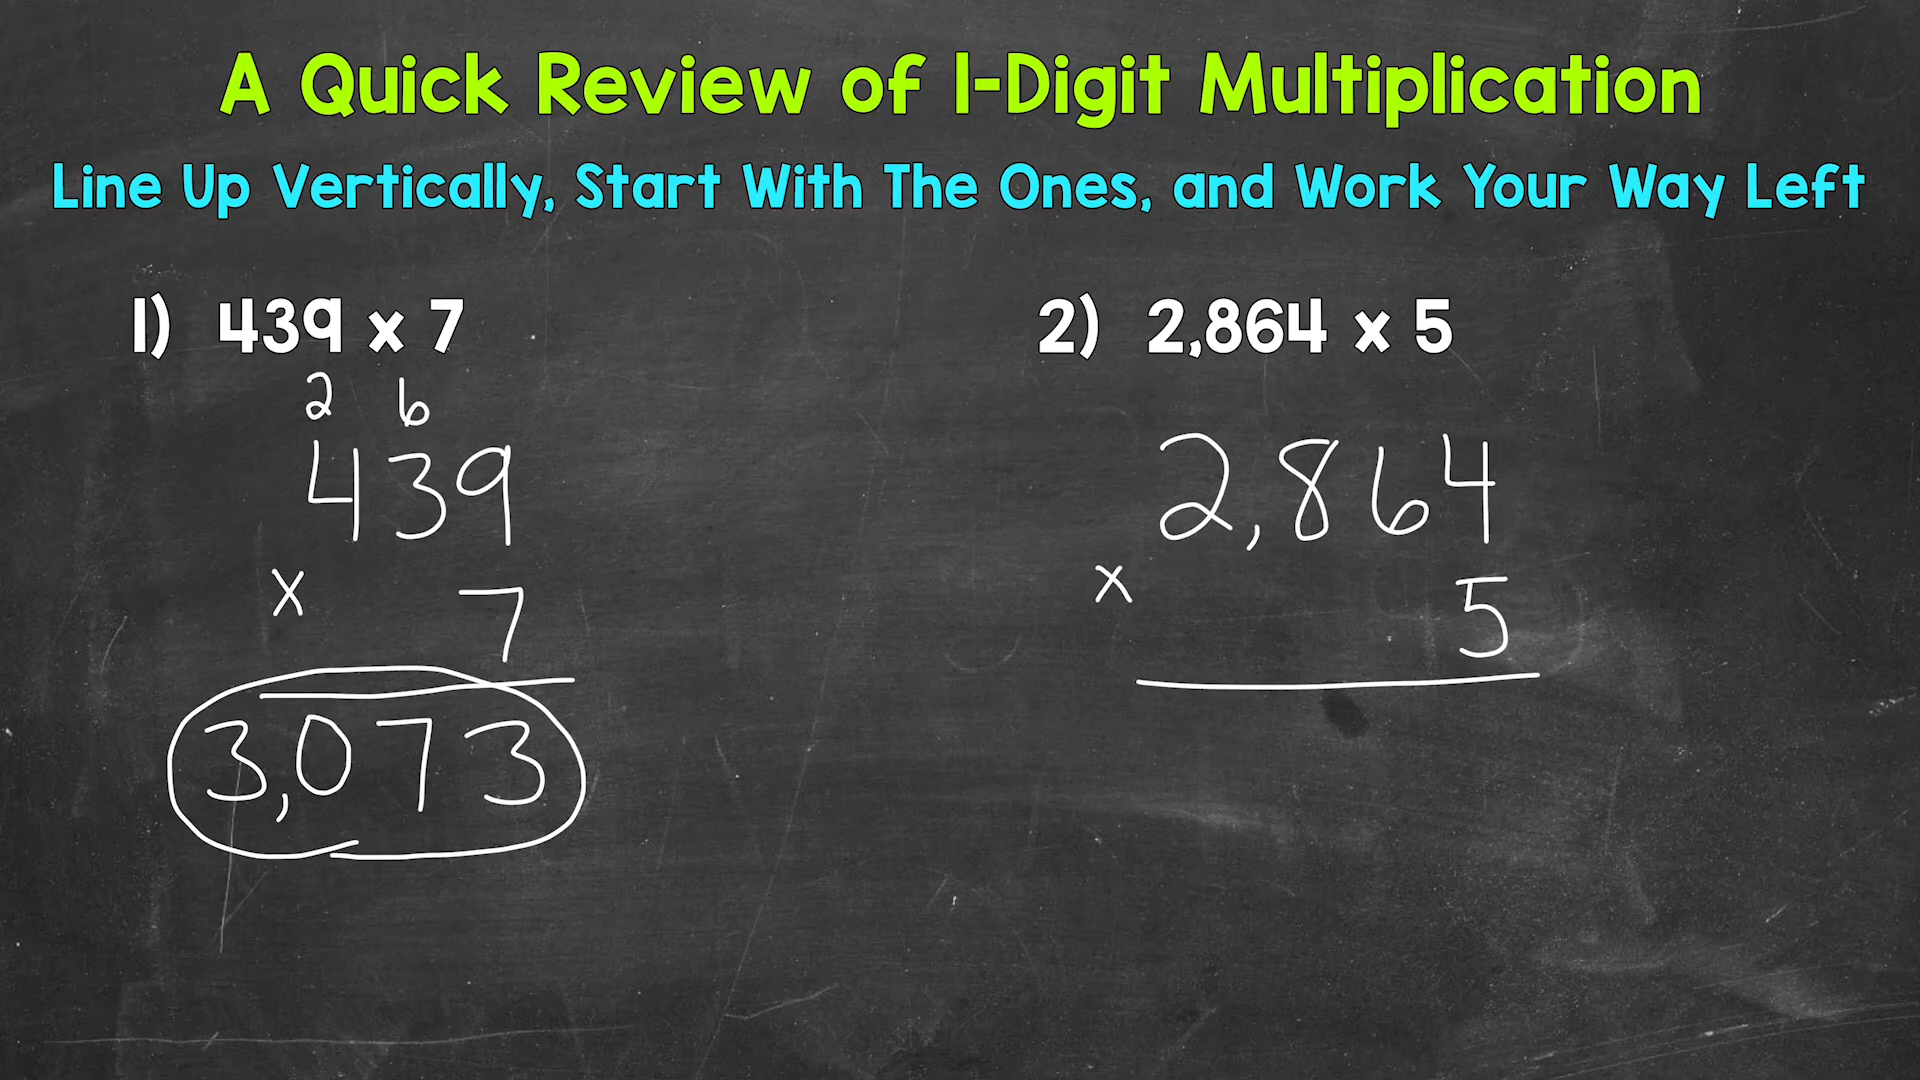 A Quick Review of 1-Digit Multiplication
Line Up Vertically, Start With The Ones, and Work Your Way Left
1) 439 x 7
2 6
439
x 7
3,073
2) 2,864 x 5
2,864
x 5